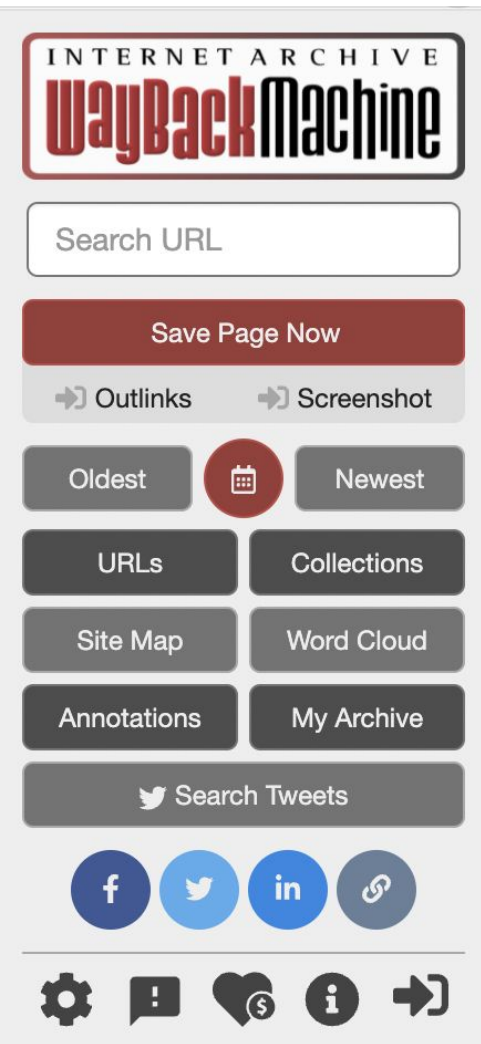 INTERNET ARCHIVE
WayBackMachine
Search URL
Save Page Now
Outlinks Screenshot
Oldest Newest
URLs Collections
Site Map Word Cloud
Annotations My Archive
Search Tweets
f in
$ i